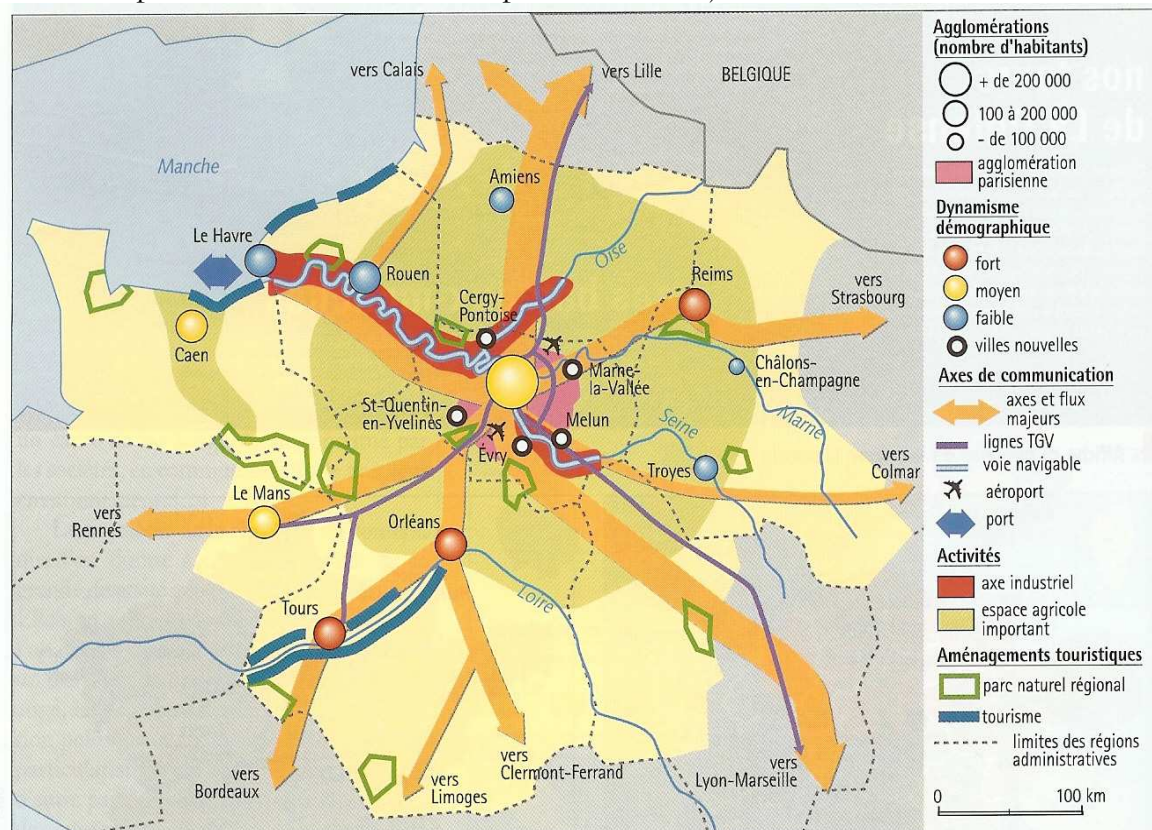 vers Calais
vers Lille
BELGIQUE
Manche
Amiens
Le Havre
Rouen
Oise
Reims
vers
Strasbourg
Cergy-
Pontoise
Caen
Marne-
la-Vallée
Châlons-
en-Champagne
St-Quentin-
en-Yvelines
Melun
Seine
Marne
Évry
Troyes
vers
Colmar
Le Mans
vers
Rennes
Orléans
Loire
Tours
vers
Bordeaux
vers
Limoges
vers
Clermont-Ferrand
vers
Lyon-Marseille
Agglomérations
(nombre d'habitants)
+ de 200 000
100 à 200 000
- de 100 000
agglomération
parisienne
Dynamisme
démographique
fort
moyen
faible
villes nouvelles
Axes de communication
axes et flux
majeurs
lignes TGV
voie navigable
aéroport
port
Activités
axe industriel
espace agricole
important
Aménagements touristiques
parc naturel régional
tourisme
limites des régions
administratives
0 100 km